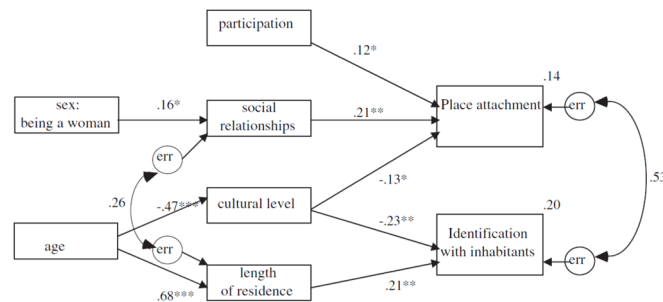 participation
.12*
.14
sex:
being a woman
.16*
social
relationships
.21**
Place attachment
err
err
-.13*
.53
.26
-.47***
cultural level
-.23**
.20
age
err
Identification
with inhabitants
err
.68***
length
of residence
.21**